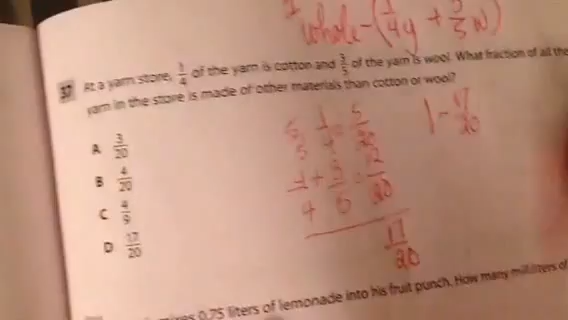 whole-(1/4y + 3/5w)
37 At a yarn store, 1/4 of the yarn is cotton and 3/5 of the yarn is wool. What fraction of all the
yarn in the store is made of other materials than cotton or wool?
A 3/20
B 4/20
C 4/9
D 17/20
1/4 = 5/20
+ 3/5 = 12/20
17/20
1 - 17/20
0.75 liters of lemonade into his fruit punch. How many milliliters of